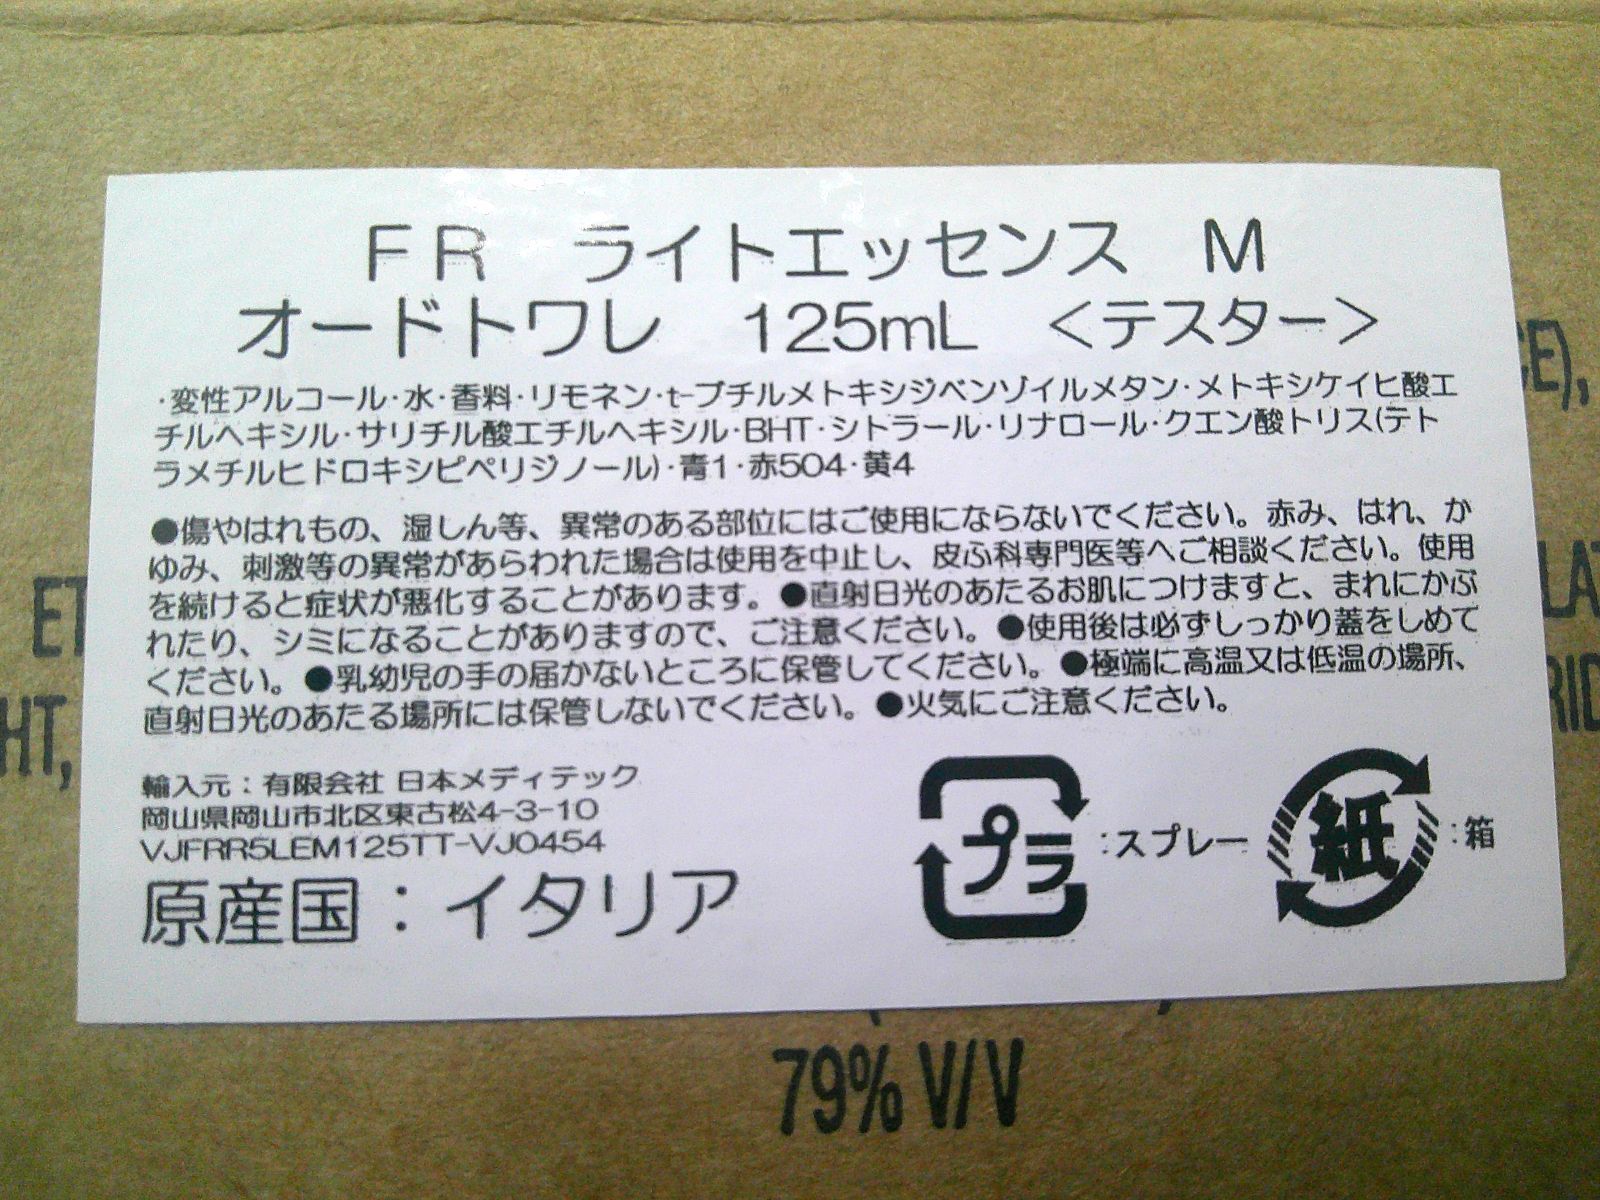 FR ライトエッセンス M
オードトワレ 125mL <テスター>
･変性アルコール･水･香料･リモネン･t-ブチルメトキシジベンゾイルメタン･メトキシケイヒ酸エ
チルヘキシル･サリチル酸エチルヘキシル･BHT･シトラール･リナロール･クエン酸トリス(テト
ラメチルヒドロキシピペリジノール)･青1･赤504･黄4
●傷やはれもの、湿しん等、異常のある部位にはご使用にならないでください。赤み、はれ、か
ゆみ、刺激等の異常があらわれた場合は使用を中止し、皮ふ科専門医等へご相談ください。使用
を続けると症状が悪化することがあります。●直射日光のあたるお肌につけますと、まれにかぶ
れたり、シミになることがありますので、ご注意ください。●使用後は必ずしっかり蓋をしめて
ください。●乳幼児の手の届かないところに保管してください。●極端に高温又は低温の場所、
直射日光のあたる場所には保管しないでください。●火気にご注意ください。
輸入元：有限会社 日本メディテック
岡山県岡山市北区東古松4-3-10
VJFRR5LEM125TT-VJ0454
原産国：イタリア
プラ :スプレー 紙 :箱
CE),
ET
LAT
HT,
RID
79% V/V